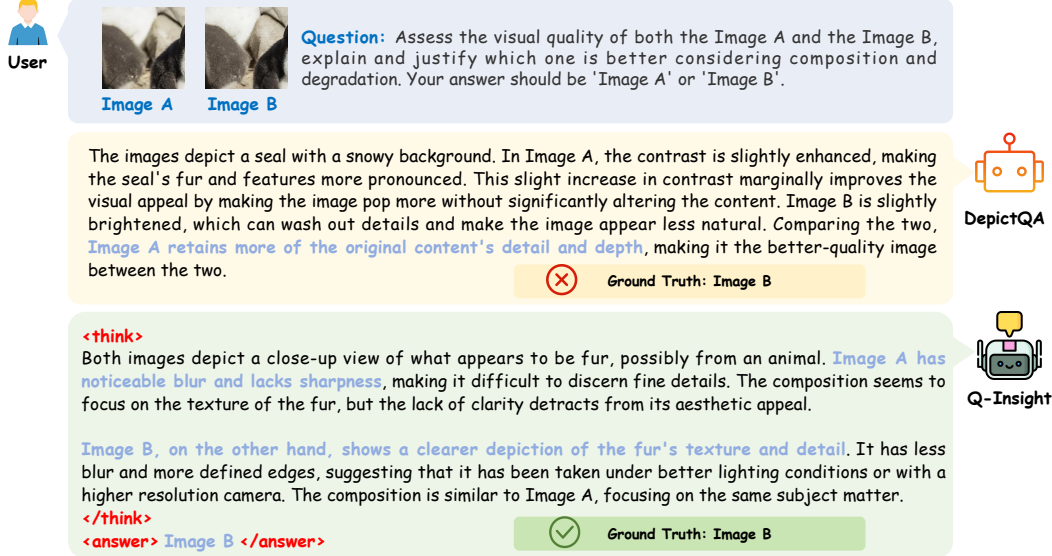 User
Image A
Image B
Question: Assess the visual quality of both the Image A and the Image B,
explain and justify which one is better considering composition and
degradation. Your answer should be 'Image A' or 'Image B'.
The images depict a seal with a snowy background. In Image A, the contrast is slightly enhanced, making
the seal's fur and features more pronounced. This slight increase in contrast marginally improves the
visual appeal by making the image pop more without significantly altering the content. Image B is slightly
brightened, which can wash out details and make the image appear less natural. Comparing the two,
Image A retains more of the original content's detail and depth, making it the better-quality image
between the two.
Ground Truth: Image B
DepictQA
<think>
Both images depict a close-up view of what appears to be fur, possibly from an animal. Image A has
noticeable blur and lacks sharpness, making it difficult to discern fine details. The composition seems to
focus on the texture of the fur, but the lack of clarity detracts from its aesthetic appeal.
Image B, on the other hand, shows a clearer depiction of the fur's texture and detail. It has less
blur and more defined edges, suggesting that it has been taken under better lighting conditions or with a
higher resolution camera. The composition is similar to Image A, focusing on the same subject matter.
</think>
<answer> Image B </answer>
Ground Truth: Image B
Q-Insight